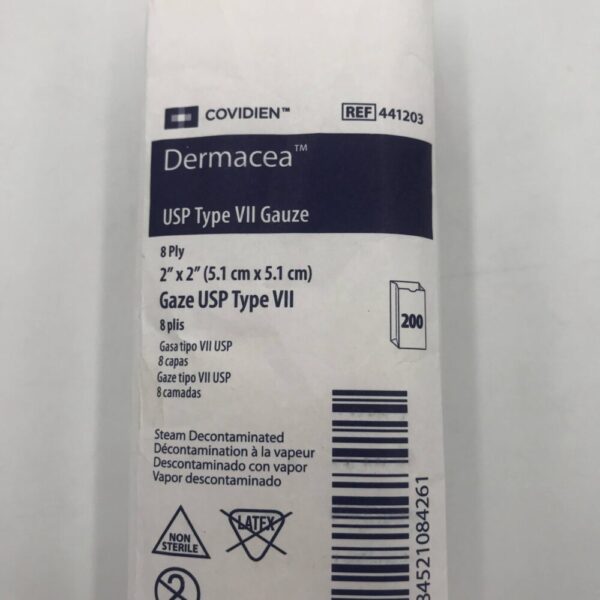 COVIDIEN™
REF 441203
Dermacea™
USP Type VII Gauze
8 Ply
2" x 2" (5.1 cm x 5.1 cm)
Gaze USP Type VII
8 plis
Gasa tipo VII USP
8 capas
Gaze tipo VII USP
8 camadas
200
Steam Decontaminated
Décontamination à la vapeur
Descontaminado con vapor
Vapor descontaminado
NON
STERILE
LATEX
2
84521084261